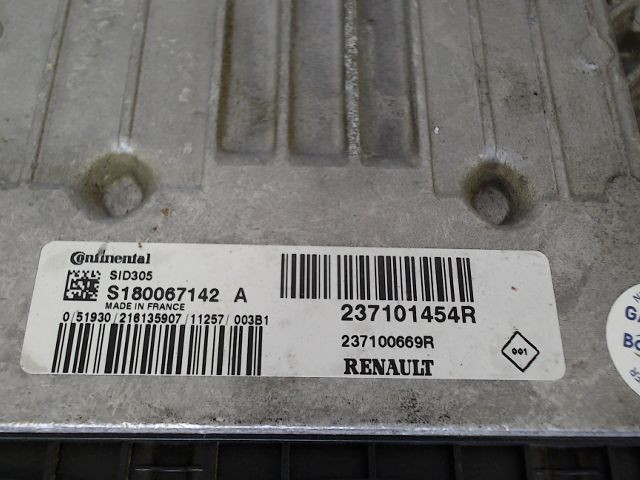 Continental
SID305
S180067142 A
MADE IN FRANCE
0/51930/216135907/11257/003B1
237101454R
237100669R
RENAULT
001